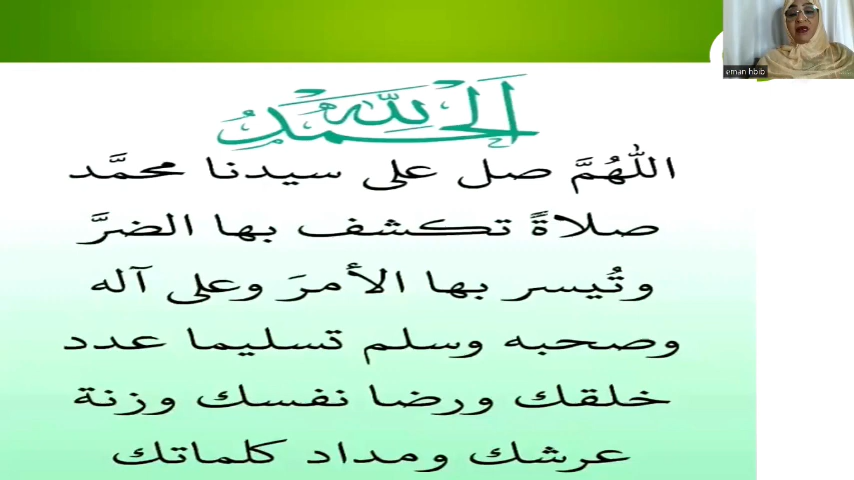 الحمد لله
اللَّهُمَّ صل على سيدنا محمَّد
صلاةً تكشف بها الضرَّ
وتُيسر بها الأمرَ وعلى آله
وصحبه وسلم تسليما عدد
خلقك ورضا نفسك وزنة
عرشك ومداد كلماتك
eman hbib